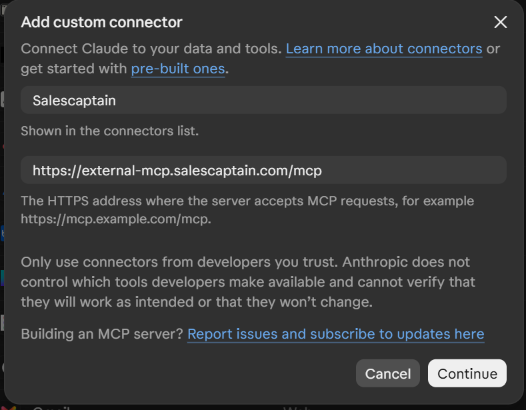 Add custom connector
Connect Claude to your data and tools. Learn more about connectors or
get started with pre-built ones.
Salescaptain
Shown in the connectors list.
https://external-mcp.salescaptain.com/mcp
The HTTPS address where the server accepts MCP requests, for example
https://mcp.example.com/mcp.
Only use connectors from developers you trust. Anthropic does not
control which tools developers make available and cannot verify that
they will work as intended or that they won't change.
Building an MCP server? Report issues and subscribe to updates here
Cancel
Continue